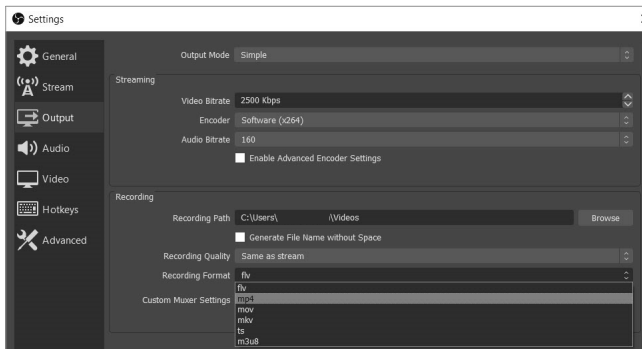 Settings
General
Stream
Output
Audio
Video
Hotkeys
Advanced
Output Mode Simple
Streaming
Video Bitrate 2500 Kbps
Encoder Software (x264)
Audio Bitrate 160
Enable Advanced Encoder Settings
Recording
Recording Path C:\Users\ \Videos Browse
Generate File Name without Space
Recording Quality Same as stream
Recording Format flv
flv
Custom Muxer Settings mp4
mov
mkv
ts
m3u8